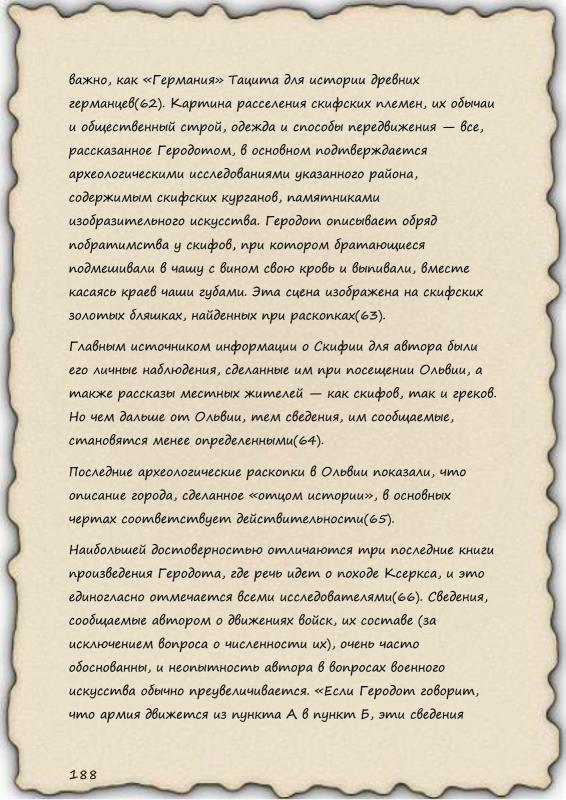 важно, как «Германия» Тацита для истории древних
германцев(62). Картина расселения скифских племен, их обычаи
и общественный строй, одежда и способы передвижения — все,
рассказанное Геродотом, в основном подтверждается
археологическими исследованиями указанного района,
содержимым скифских курганов, памятниками
изобразительного искусства. Геродот описывает обряд
побратимства у скифов, при котором братающиеся
подмешивали в чашу с вином свою кровь и выпивали, вместе
касаясь краев чаши губами. Эта сцена изображена на скифских
золотых бляшках, найденных при раскопках(63).
Главным источником информации о Скифии для автора были
его личные наблюдения, сделанные им при посещении Ольвии, а
также рассказы местных жителей — как скифов, так и греков.
Но чем дальше от Ольвии, тем сведения, им сообщаемые,
становятся менее определенными(64).
Последние археологические раскопки в Ольвии показали, что
описание города, сделанное «отцом истории», в основных
чертах соответствует действительности(65).
Наибольшей достоверностью отличаются три последние книги
произведения Геродота, где речь идет о походе Ксеркса, и это
единогласно отмечается всеми исследователями(66). Сведения,
сообщаемые автором о движениях войск, их составе (за
исключением вопроса о численности их), очень часто
обоснованны, и неопытность автора в вопросах военного
искусства обычно преувеличивается. «Если Геродот говорит,
что армия движется из пункта А в пункт Б, эти сведения
188